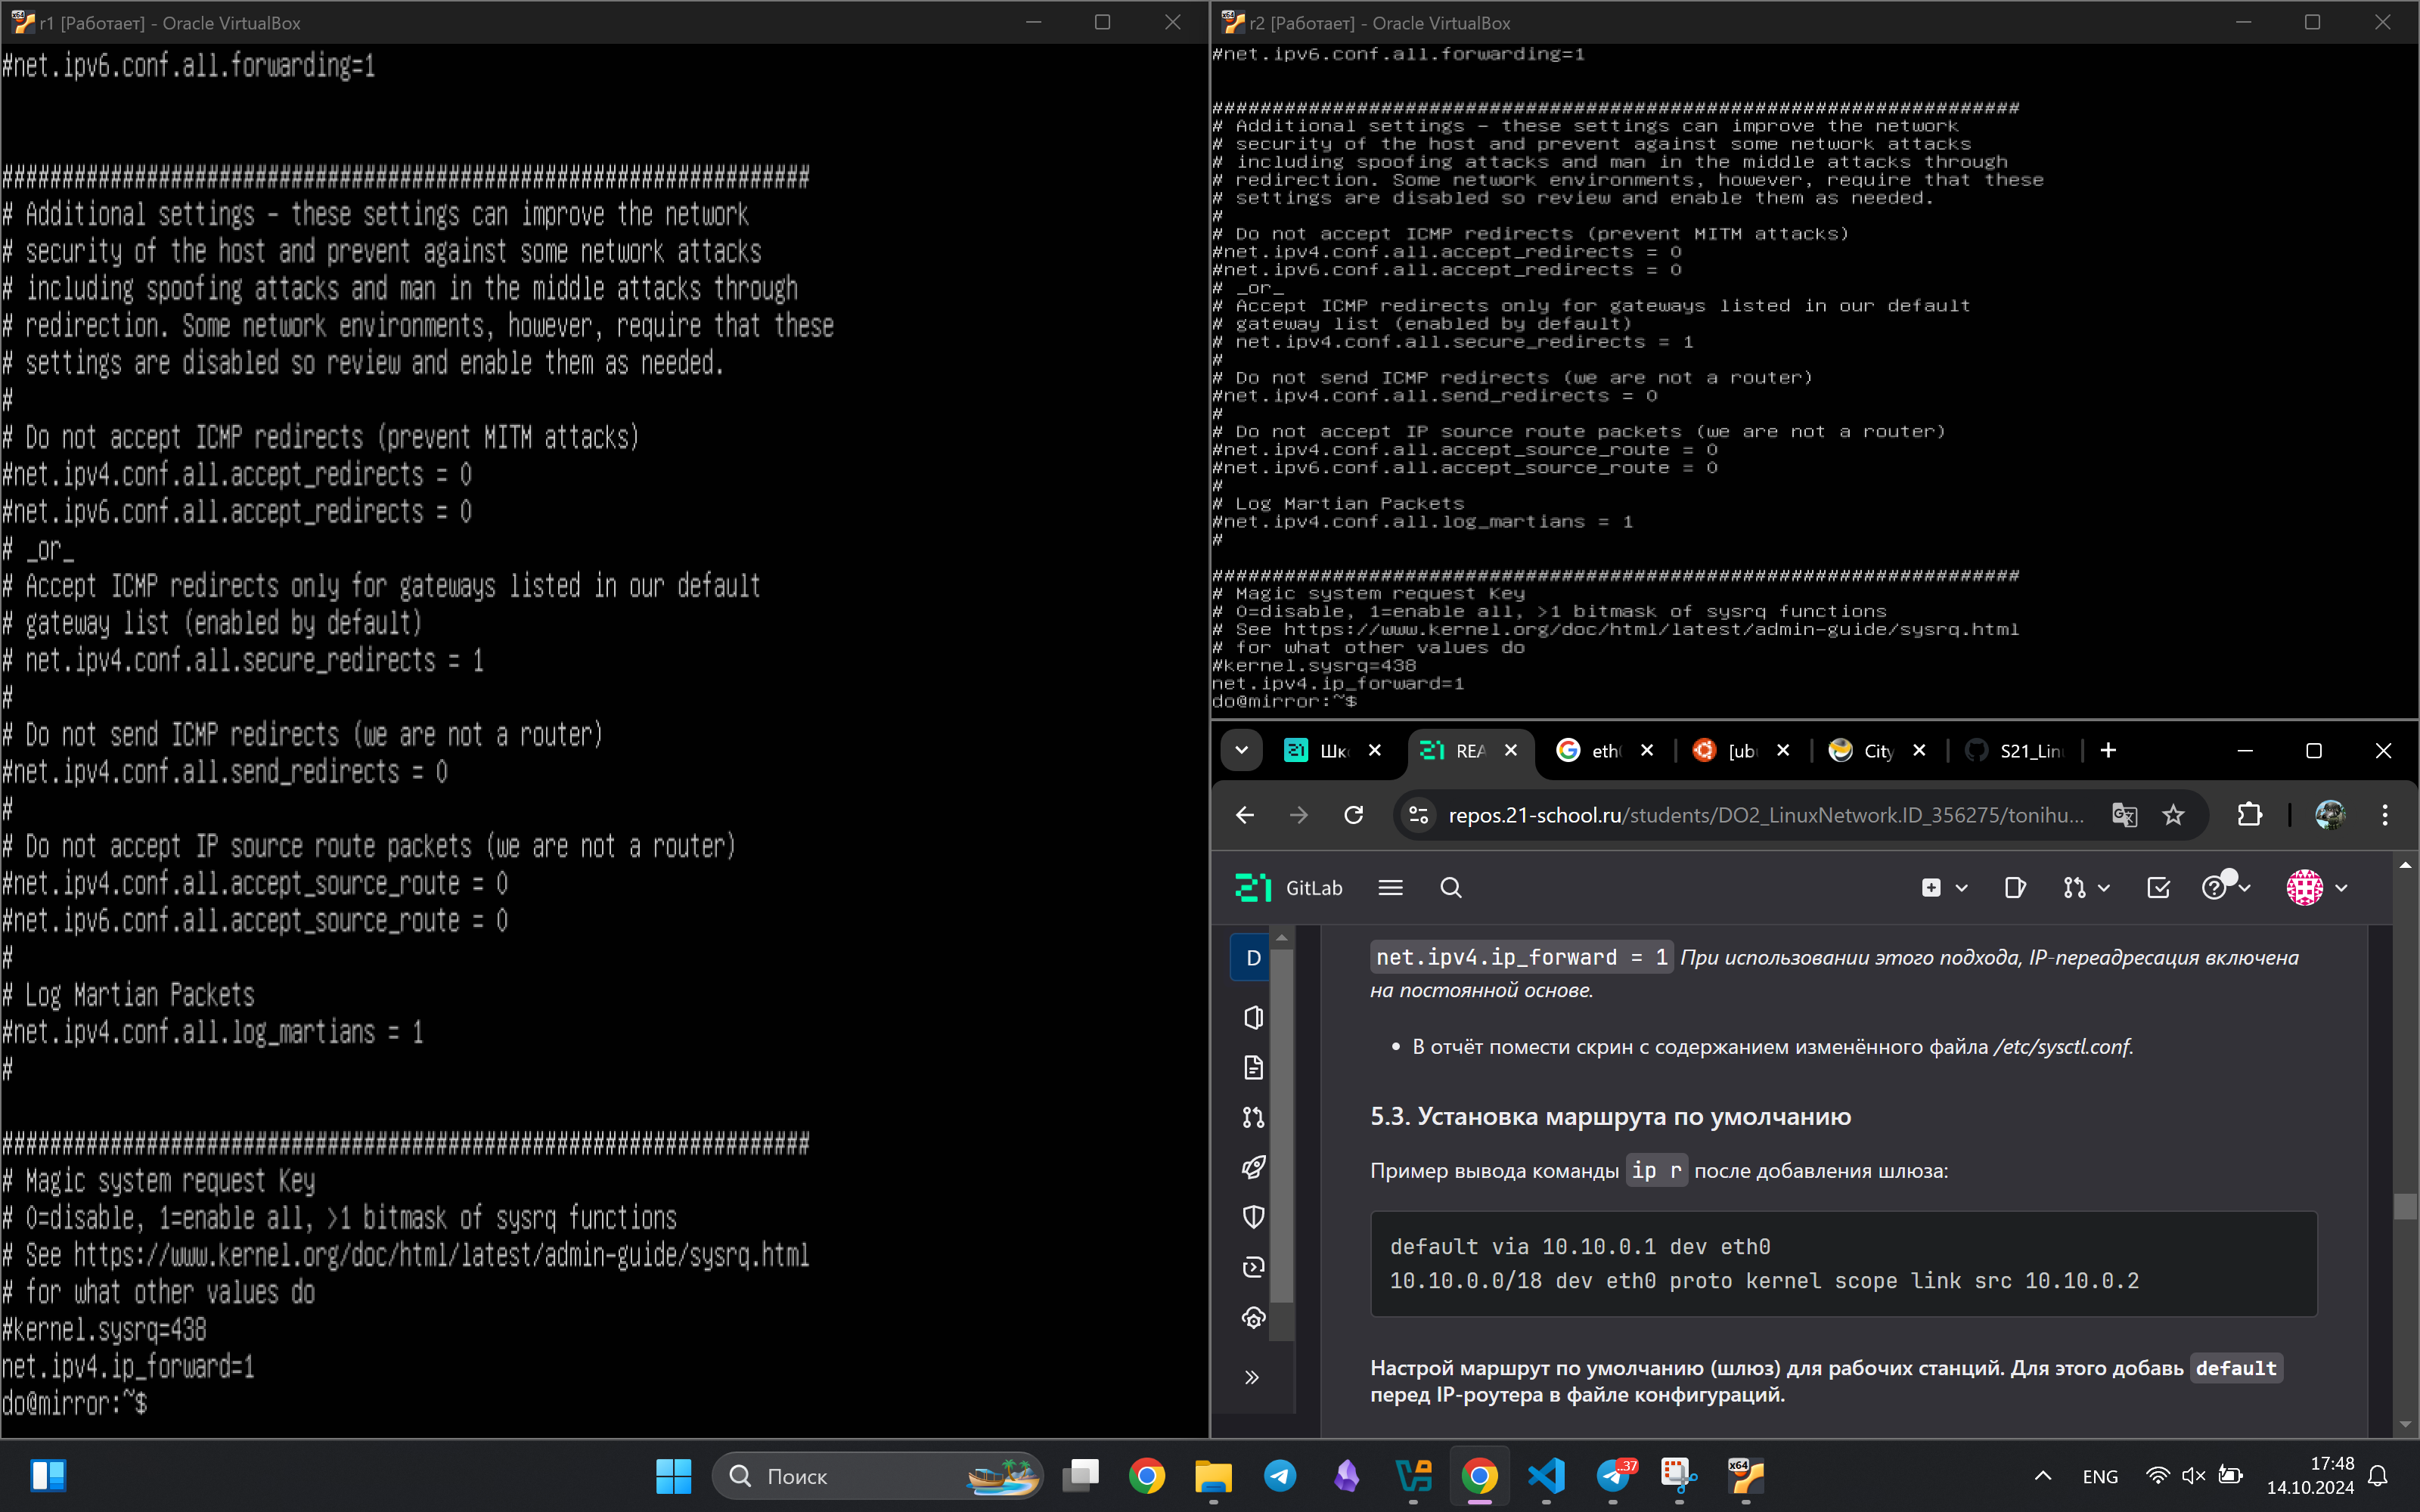 r1 [Работает] - Oracle VirtualBox
#net.ipv6.conf.all.forwarding=1
###################################################################
# Additional settings - these settings can improve the network
# security of the host and prevent against some network attacks
# including spoofing attacks and man in the middle attacks through
# redirection. Some network environments, however, require that these
# settings are disabled so review and enable them as needed.
#
# Do not accept ICMP redirects (prevent MITM attacks)
#net.ipv4.conf.all.accept_redirects = 0
#net.ipv6.conf.all.accept_redirects = 0
# _or_
# Accept ICMP redirects only for gateways listed in our default
# gateway list (enabled by default)
# net.ipv4.conf.all.secure_redirects = 1
#
# Do not send ICMP redirects (we are not a router)
#net.ipv4.conf.all.send_redirects = 0
#
# Do not accept IP source route packets (we are not a router)
#net.ipv4.conf.all.accept_source_route = 0
#net.ipv6.conf.all.accept_source_route = 0
#
# Log Martian Packets
#net.ipv4.conf.all.log_martians = 1
#
###################################################################
# Magic system request Key
# 0=disable, 1=enable all, >1 bitmask of sysrq functions
# See https://www.kernel.org/doc/html/latest/admin-guide/sysrq.html
# for what other values do
#kernel.sysrq=438
net.ipv4.ip_forward=1
do@mirror:~$
r2 [Работает] - Oracle VirtualBox
#net.ipv6.conf.all.forwarding=1
###################################################################
# Additional settings - these settings can improve the network
# security of the host and prevent against some network attacks
# including spoofing attacks and man in the middle attacks through
# redirection. Some network environments, however, require that these
# settings are disabled so review and enable them as needed.
#
# Do not accept ICMP redirects (prevent MITM attacks)
#net.ipv4.conf.all.accept_redirects = 0
#net.ipv6.conf.all.accept_redirects = 0
# _or_
# Accept ICMP redirects only for gateways listed in our default
# gateway list (enabled by default)
# net.ipv4.conf.all.secure_redirects = 1
#
# Do not send ICMP redirects (we are not a router)
#net.ipv4.conf.all.send_redirects = 0
#
# Do not accept IP source route packets (we are not a router)
#net.ipv4.conf.all.accept_source_route = 0
#net.ipv6.conf.all.accept_source_route = 0
#
# Log Martian Packets
#net.ipv4.conf.all.log_martians = 1
#
###################################################################
# Magic system request Key
# 0=disable, 1=enable all, >1 bitmask of sysrq functions
# See https://www.kernel.org/doc/html/latest/admin-guide/sysrq.html
# for what other values do
#kernel.sysrq=438
net.ipv4.ip_forward=1
do@mirror:~$
Шк REA eth [ub City S21_Lin
repos.21-school.ru/students/DO2_LinuxNetwork.ID_356275/tonihu...
GitLab
D
net.ipv4.ip_forward = 1 При использовании этого подхода, IP-переадресация включена
на постоянной основе.
• В отчёт помести скрин с содержанием изменённого файла /etc/sysctl.conf.
5.3. Установка маршрута по умолчанию
Пример вывода команды ip r после добавления шлюза:
default via 10.10.0.1 dev eth0
10.10.0.0/18 dev eth0 proto kernel scope link src 10.10.0.2
Настрой маршрут по умолчанию (шлюз) для рабочих станций. Для этого добавь default
перед IP-роутера в файле конфигураций.
Поиск
37
x64
ENG
17:48
14.10.2024